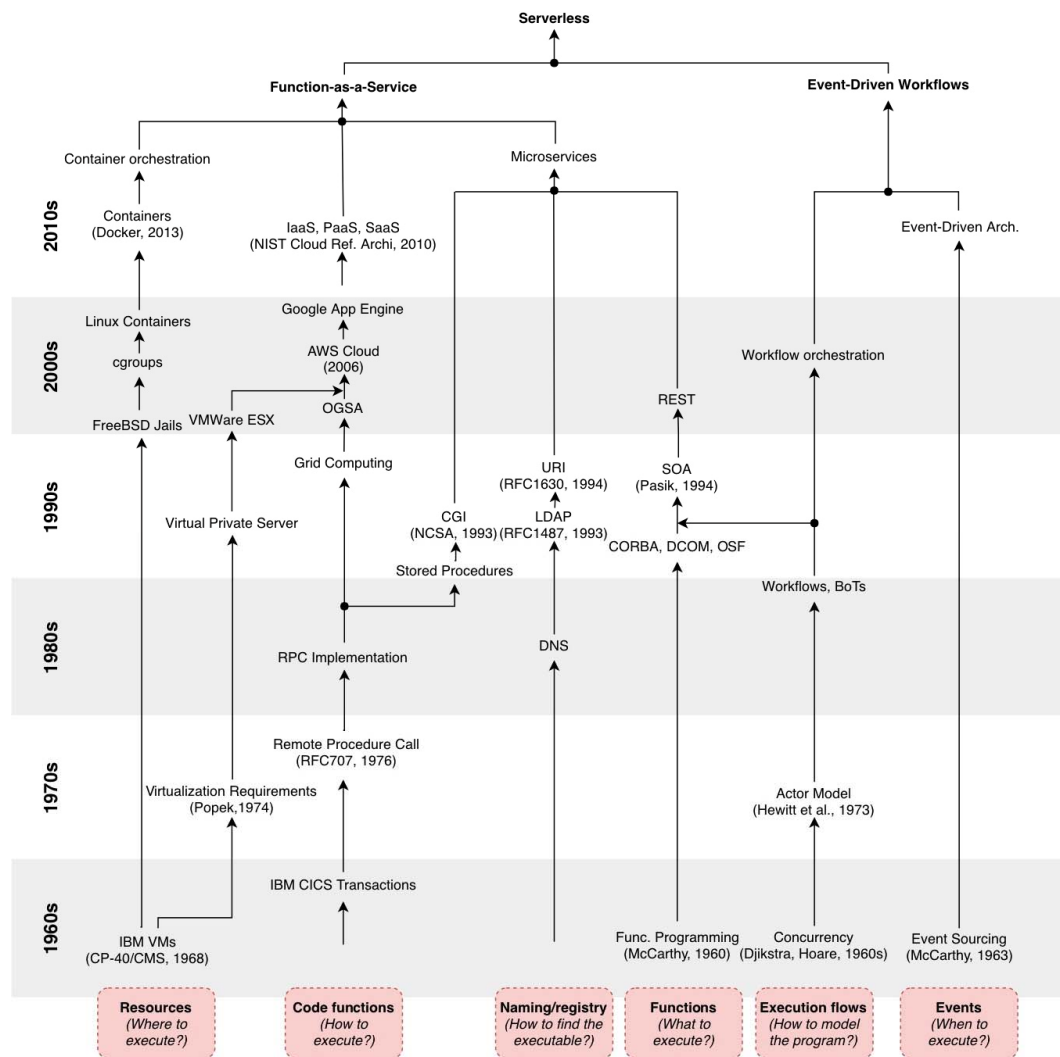 Serverless
Function-as-a-Service
Event-Driven Workflows
Container orchestration
Microservices
2010s
Containers
(Docker, 2013)
IaaS, PaaS, SaaS
(NIST Cloud Ref. Archi, 2010)
Event-Driven Arch.
2000s
Linux Containers
Google App Engine
cgroups
AWS Cloud
(2006)
Workflow orchestration
FreeBSD Jails
VMWare ESX
OGSA
REST
1990s
Grid Computing
URI
(RFC1630, 1994)
SOA
(Pasik, 1994)
Virtual Private Server
CGI
(NCSA, 1993)
LDAP
(RFC1487, 1993)
CORBA, DCOM, OSF
Stored Procedures
1980s
Workflows, BoTs
DNS
RPC Implementation
1970s
Remote Procedure Call
(RFC707, 1976)
Virtualization Requirements
(Popek,1974)
Actor Model
(Hewitt et al., 1973)
1960s
IBM CICS Transactions
IBM VMs
(CP-40/CMS, 1968)
Func. Programming
(McCarthy, 1960)
Concurrency
(Djikstra, Hoare, 1960s)
Event Sourcing
(McCarthy, 1963)
Resources
(Where to
execute?)
Code functions
(How to
execute?)
Naming/registry
(How to find the
executable?)
Functions
(What to
execute?)
Execution flows
(How to model
the program?)
Events
(When to
execute?)